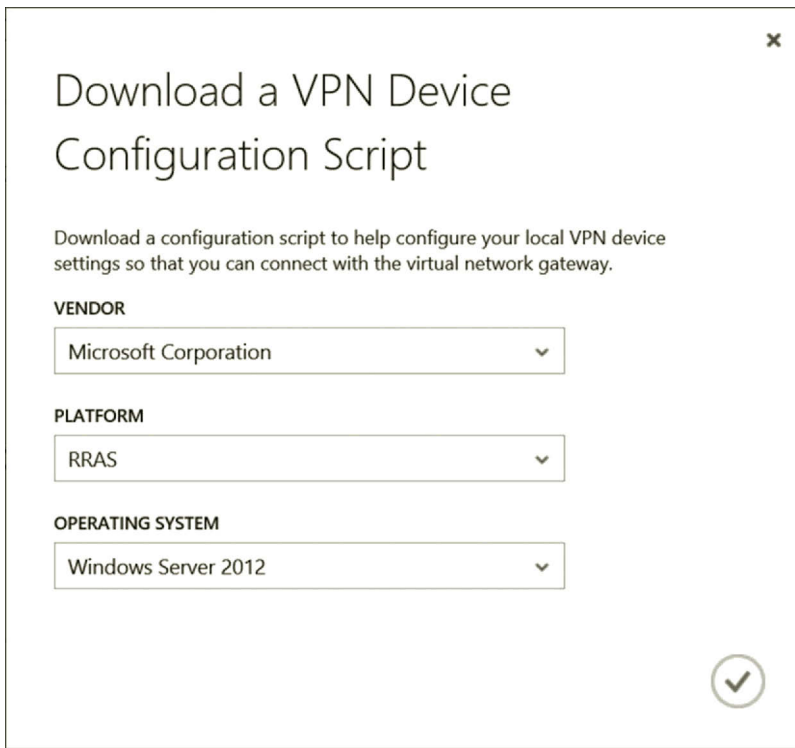 Download a VPN Device
Configuration Script
Download a configuration script to help configure your local VPN device
settings so that you can connect with the virtual network gateway.
VENDOR
Microsoft Corporation
PLATFORM
RRAS
OPERATING SYSTEM
Windows Server 2012